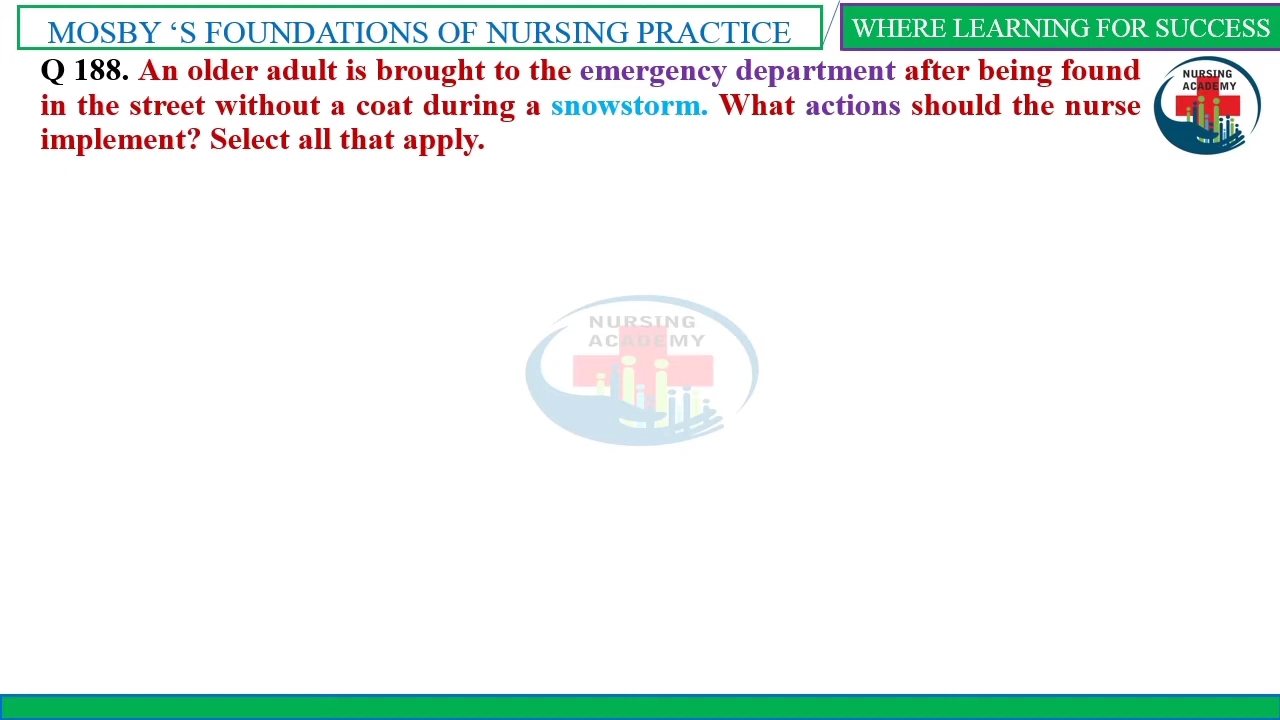 MOSBY ‘S FOUNDATIONS OF NURSING PRACTICE
WHERE LEARNING FOR SUCCESS
Q 188. An older adult is brought to the emergency department after being found
in the street without a coat during a snowstorm. What actions should the nurse
implement? Select all that apply.
NURSING
ACADEMY
NURSING
ACADEMY